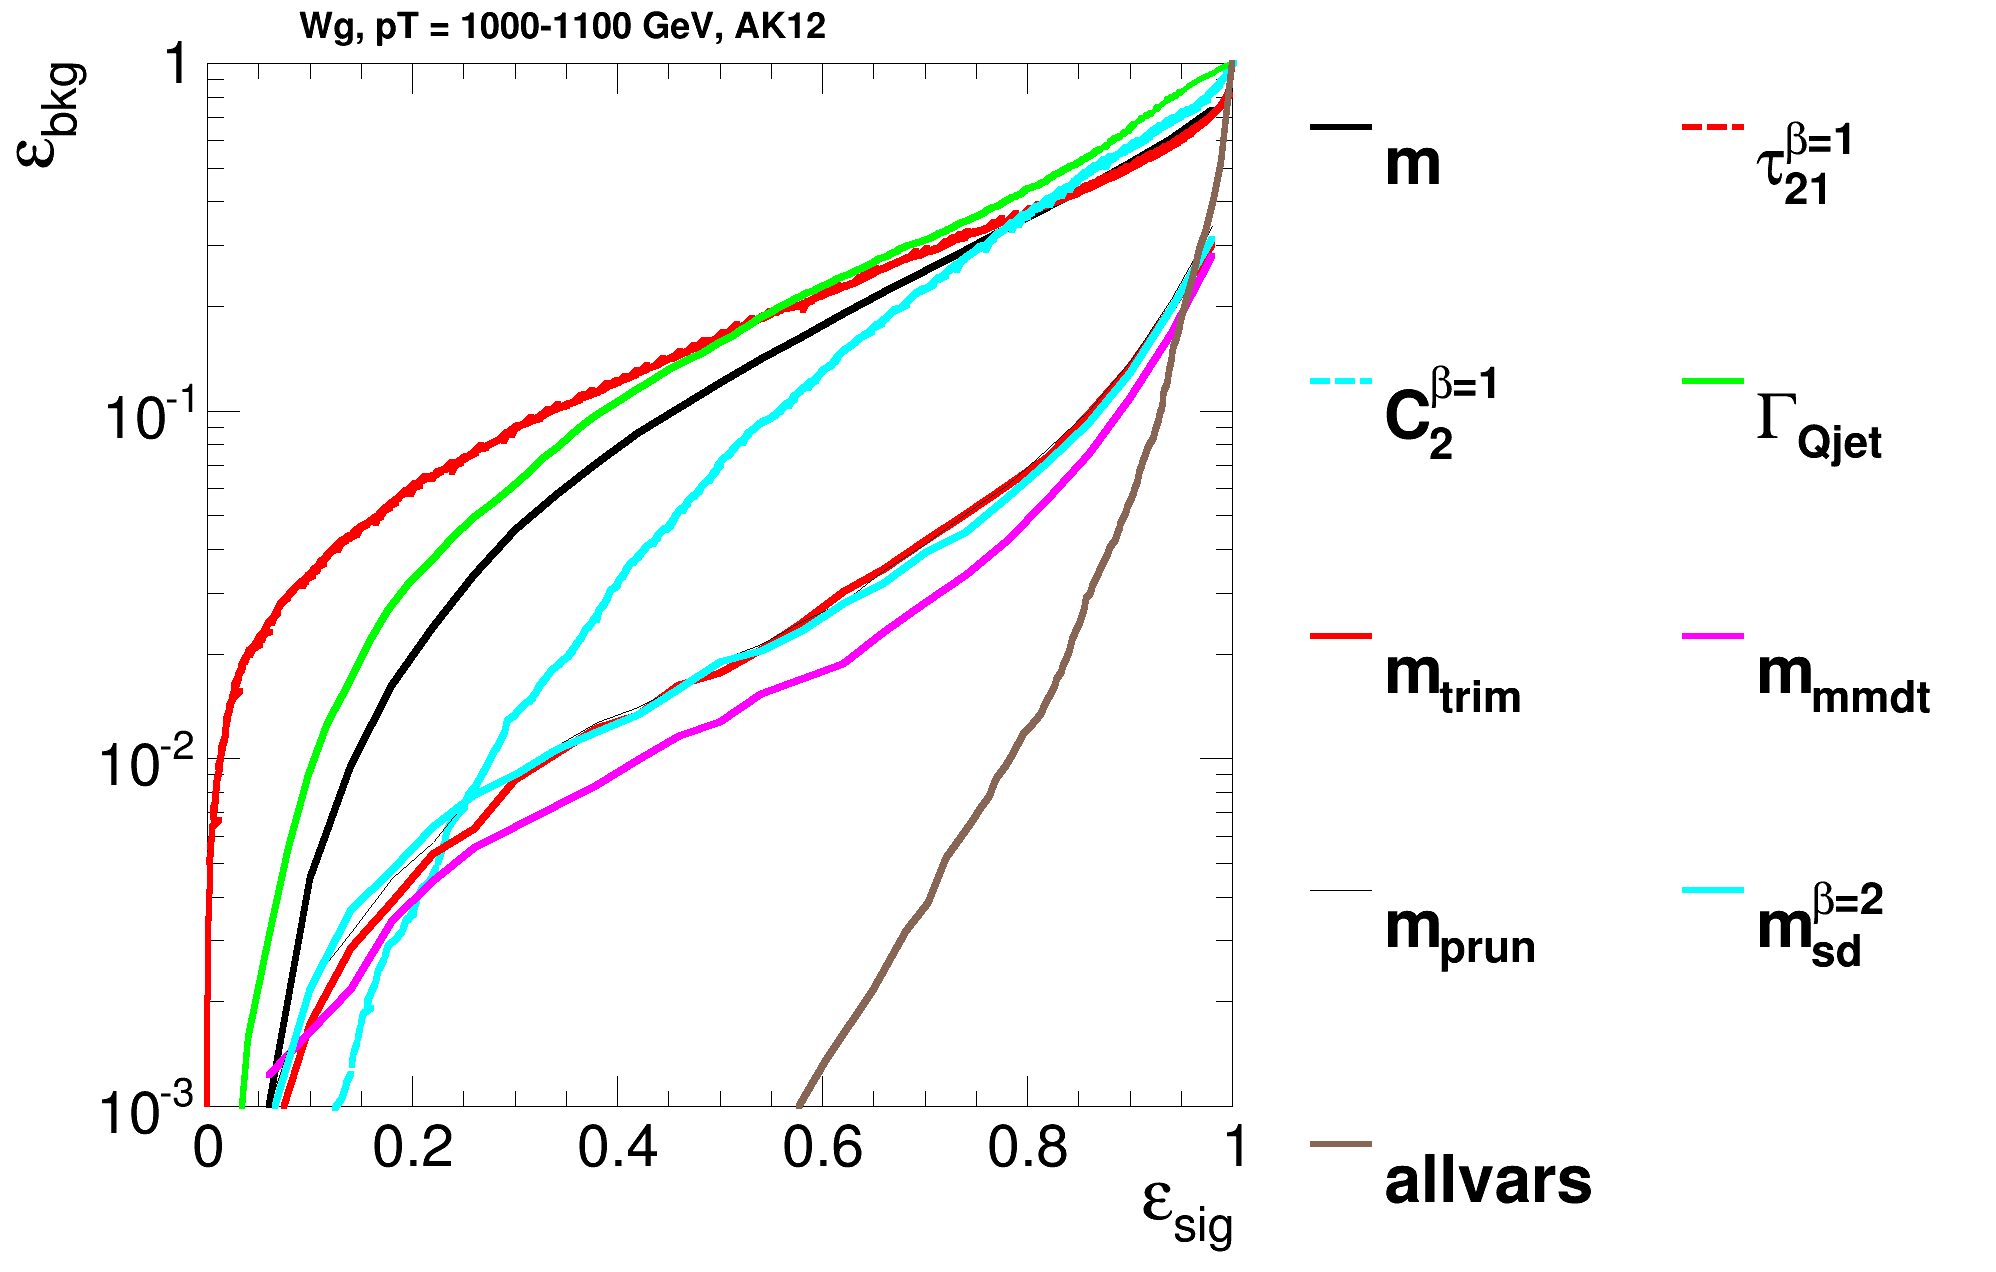 Wg, pT = 1000-1100 GeV, AK12
ε_bkg
1
10^-1
10^-2
10^-3
0 0.2 0.4 0.6 0.8 1
ε_sig
m
τ_21^β=1
C_2^β=1
Γ_Qjet
m_trim
m_mmdt
m_prun
m_sd^β=2
allvars